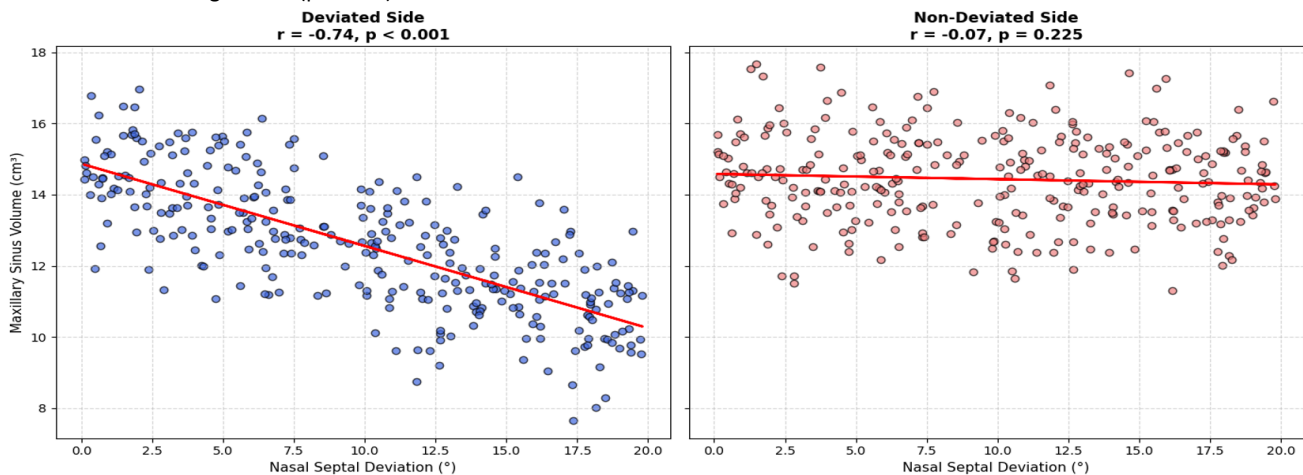 Deviated Side
r = -0.74, p < 0.001
Non-Deviated Side
r = -0.07, p = 0.225
Maxillary Sinus Volume (cm³)
18
16
14
12
10
8
0.0 2.5 5.0 7.5 10.0 12.5 15.0 17.5 20.0
Nasal Septal Deviation (°)
0.0 2.5 5.0 7.5 10.0 12.5 15.0 17.5 20.0
Nasal Septal Deviation (°)